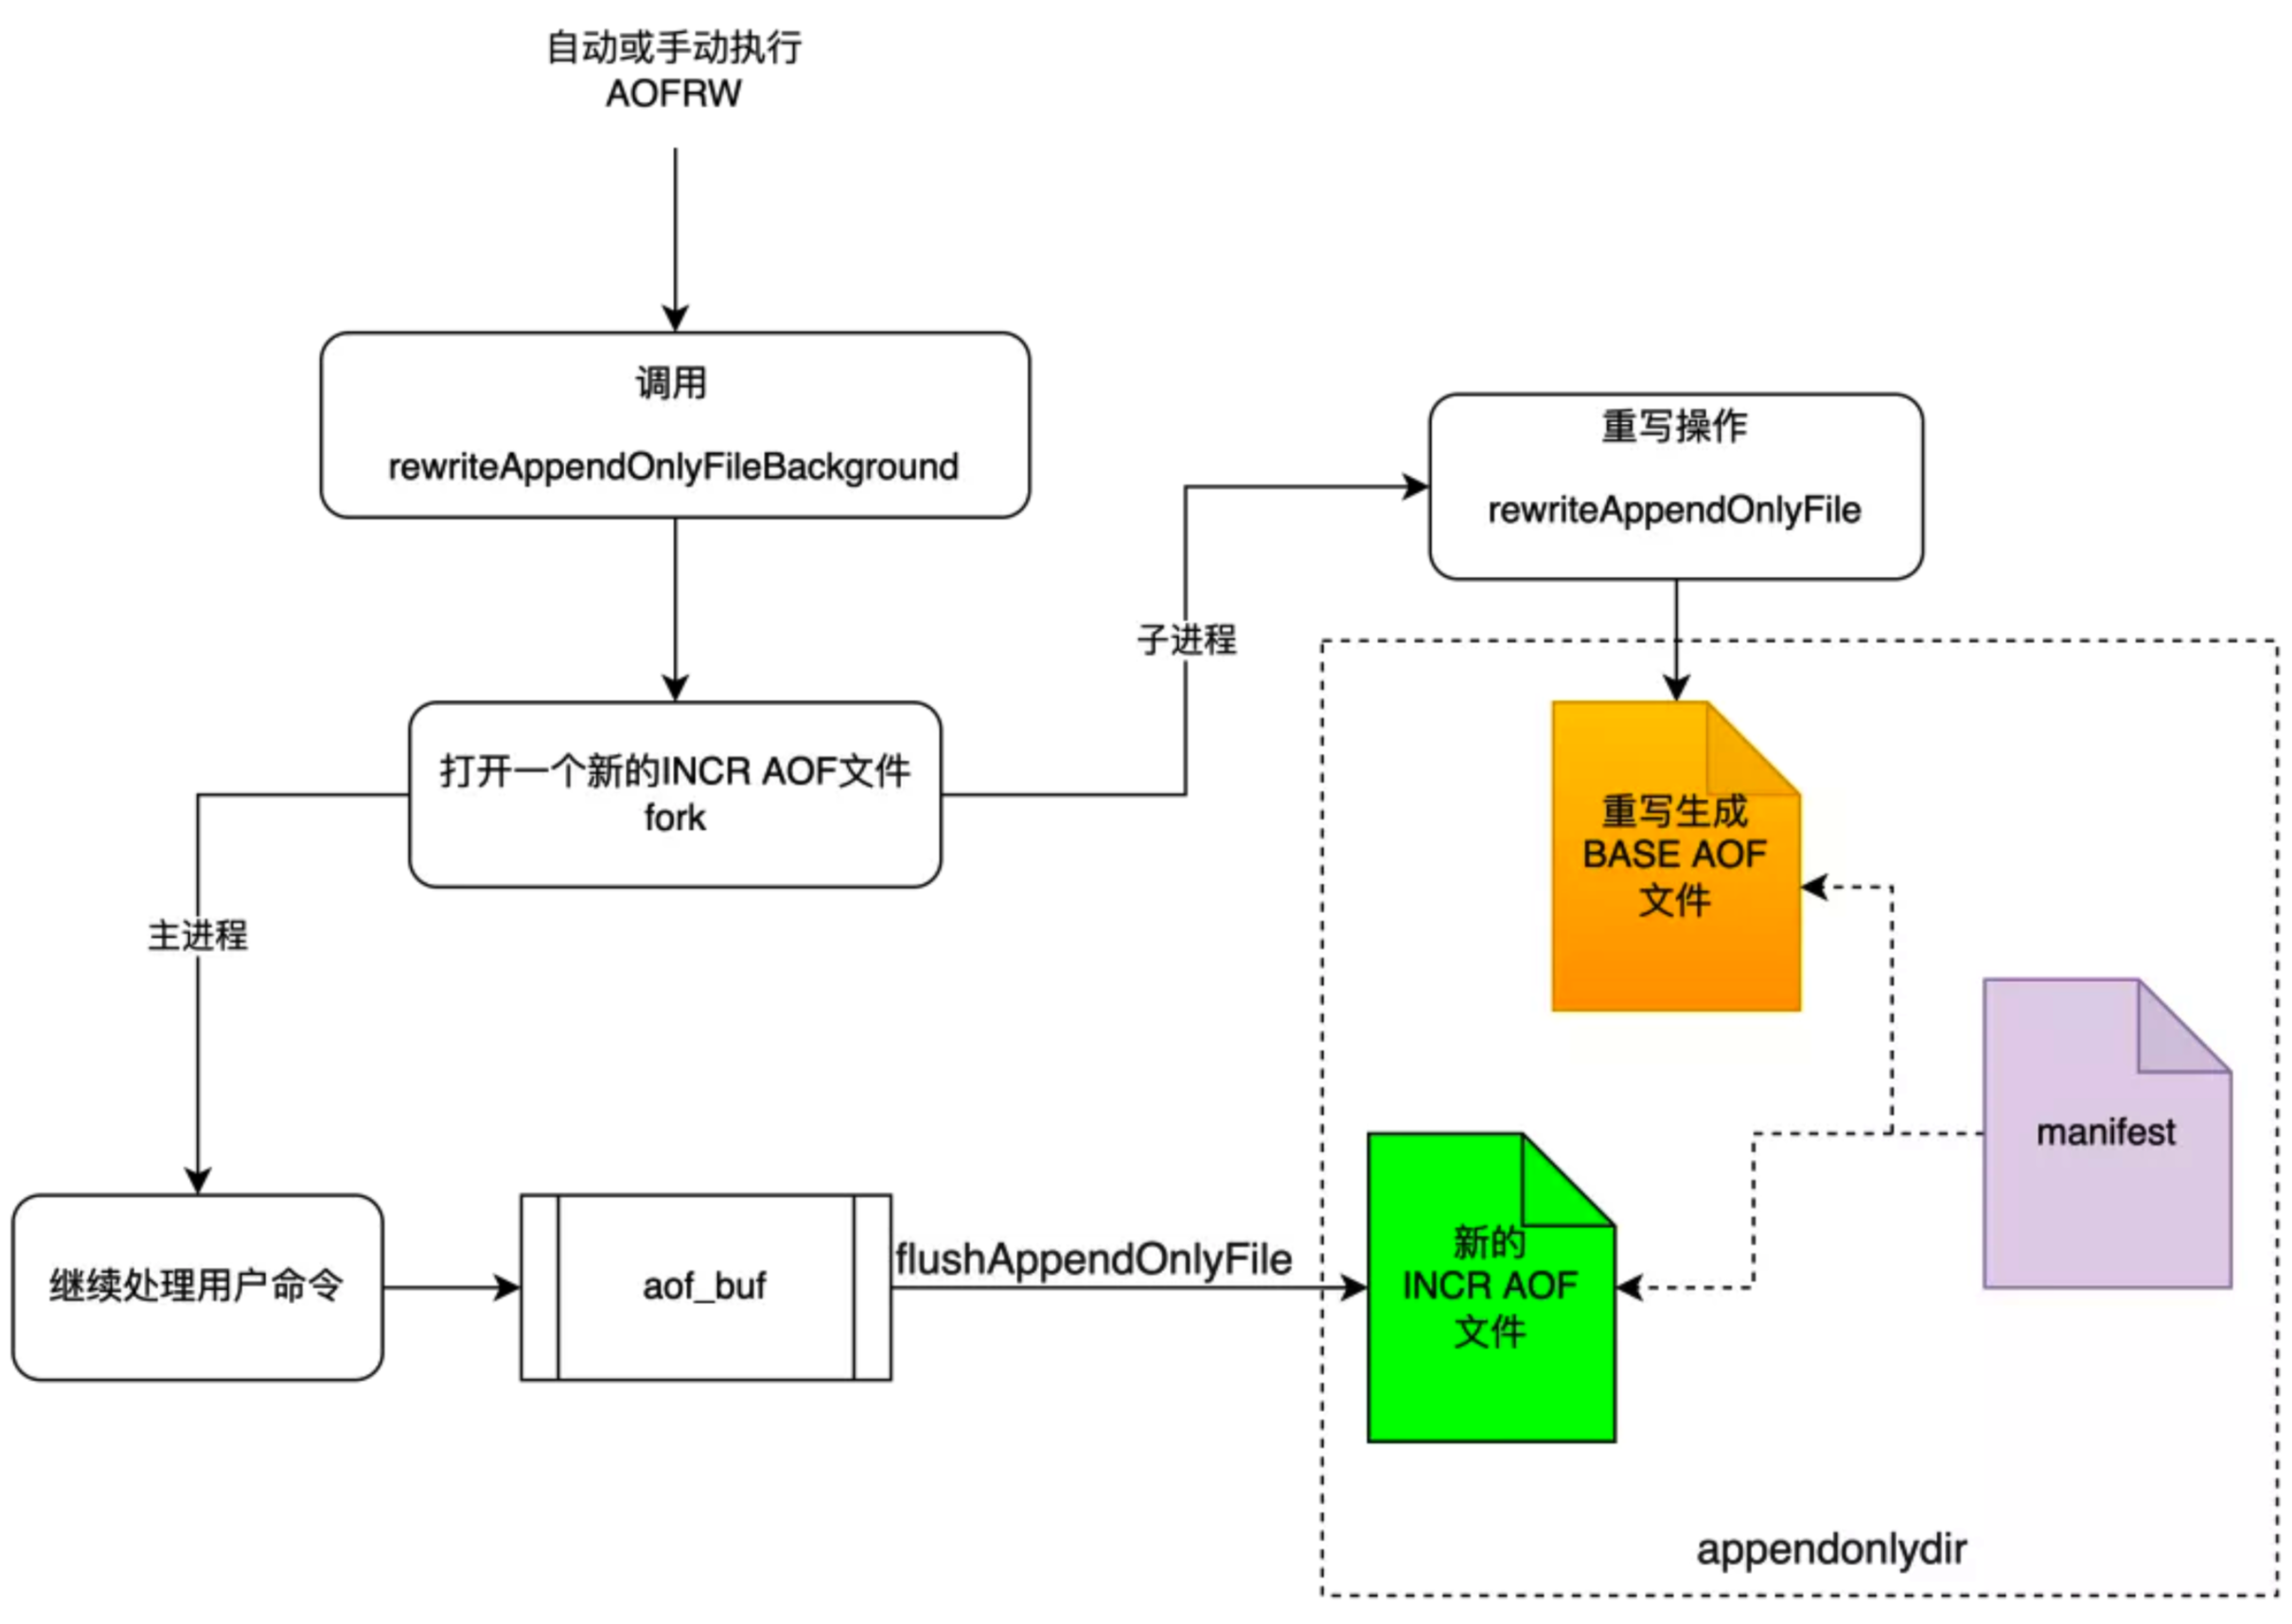 自动或手动执行
AOFRW
调用
rewriteAppendOnlyFileBackground
重写操作
rewriteAppendOnlyFile
子进程
打开一个新的INCR AOF文件
fork
重写生成
BASE AOF
文件
主进程
manifest
继续处理用户命令
aof_buf
flushAppendOnlyFile
新的
INCR AOF
文件
appendonlydir